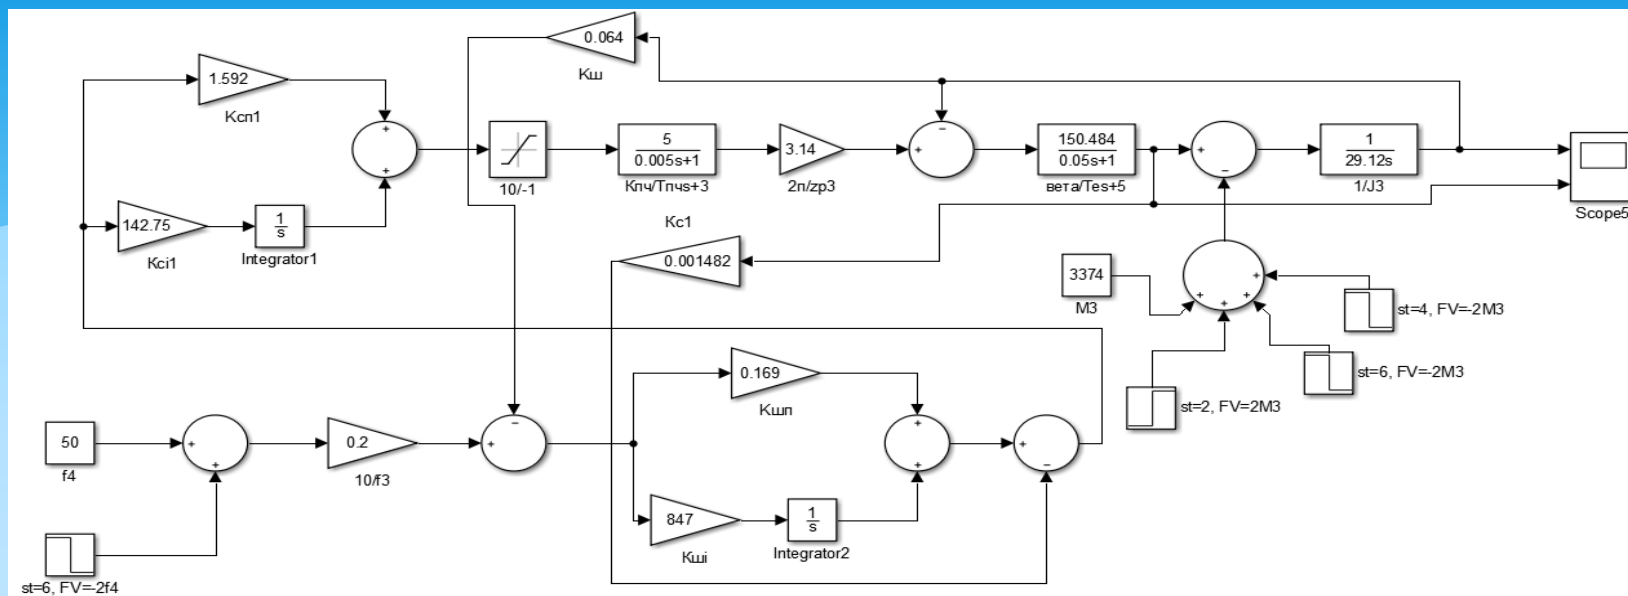 0.064
Кш
1.592
Ксп1
+
+
10/-1
5
0.005s+1
Кпч/Тпчs+3
3.14
2п/zp3
−
+
150.484
0.05s+1
вета/Tes+5
+
−
1
29.12s
1/J3
Scope5
142.75
Ксі1
1
s
Integrator1
Кс1
0.001482
3374
М3
+
+
+
+
st=4, FV=-2M3
st=6, FV=-2M3
st=2, FV=2M3
0.169
Кшп
50
f4
+
+
0.2
10/f3
−
+
+
+
+
−
847
Кші
1
s
Integrator2
st=6, FV=-2f4